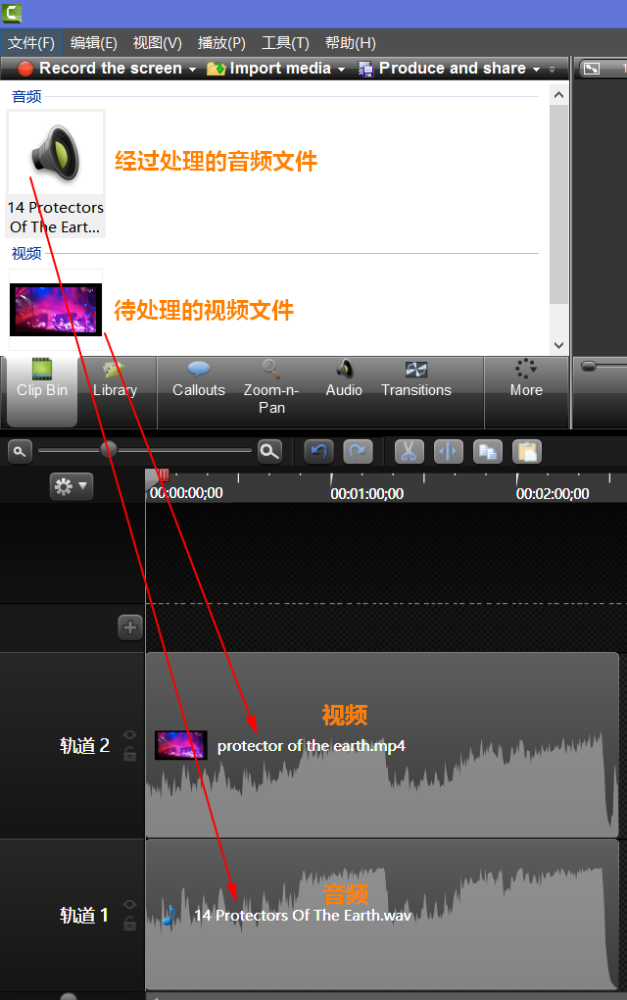 文件(F) 编辑(E) 视图(V) 播放(P) 工具(T) 帮助(H)
Record the screen Import media Produce and share
音频
经过处理的音频文件
14 Protectors
Of The Eart...
视频
待处理的视频文件
Clip Bin Library Callouts Zoom-n-
Pan Audio Transitions More
00:00:00;00 00:01:00;00 00:02:00;00
视频
轨道 2 protector of the earth.mp4
音频
轨道 1 14 Protectors Of The Earth.wav